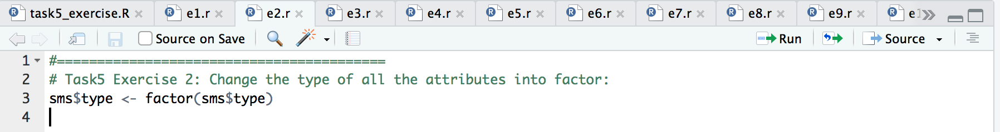 task5_exercise.R e1.r e2.r e3.r e4.r e5.r e6.r e7.r e8.r e9.r
Source on Save Run Source
1 #=========================================
2 # Task5 Exercise 2: Change the type of all the attributes into factor:
3 sms$type <- factor(sms$type)
4